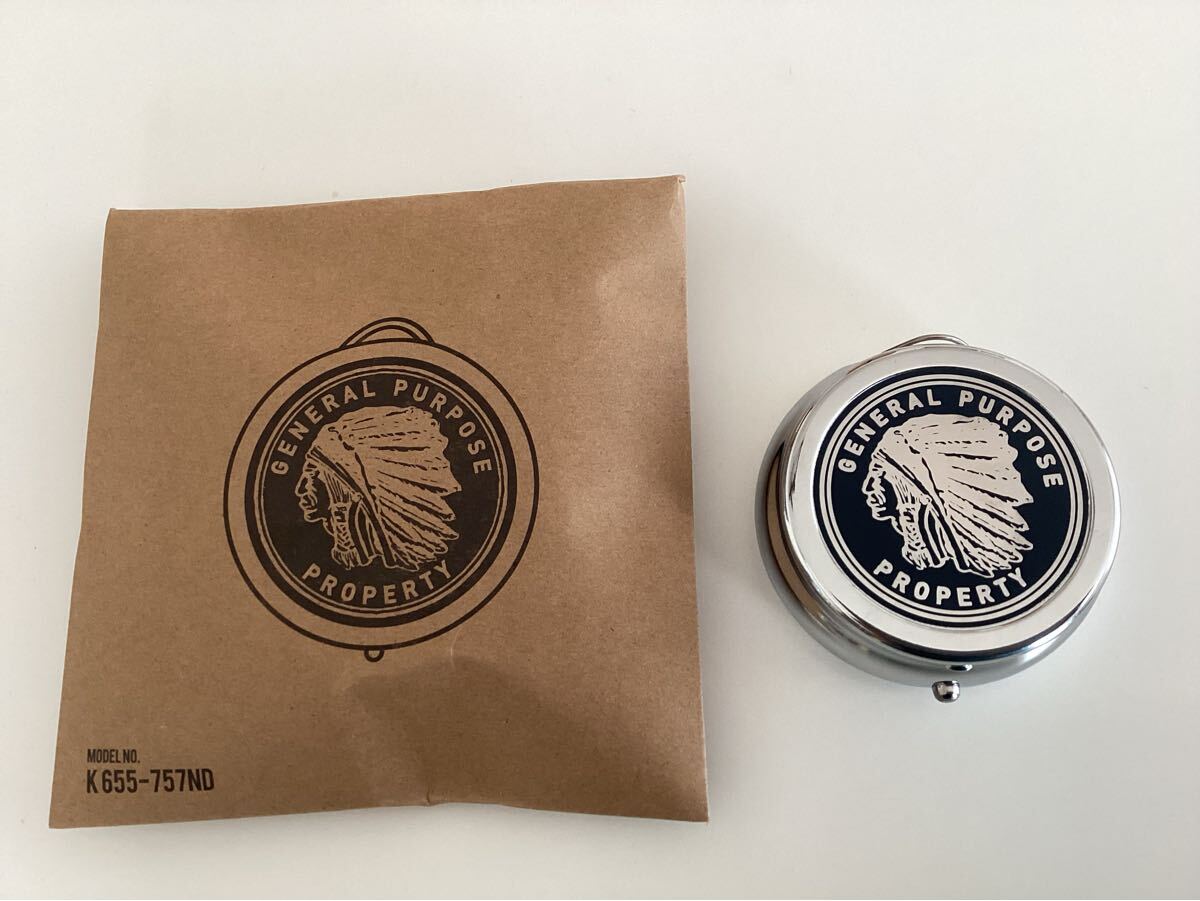 GENERAL PURPOSE
PROPERTY
MODEL NO.
K655-757ND
GENERAL PURPOSE
PROPERTY